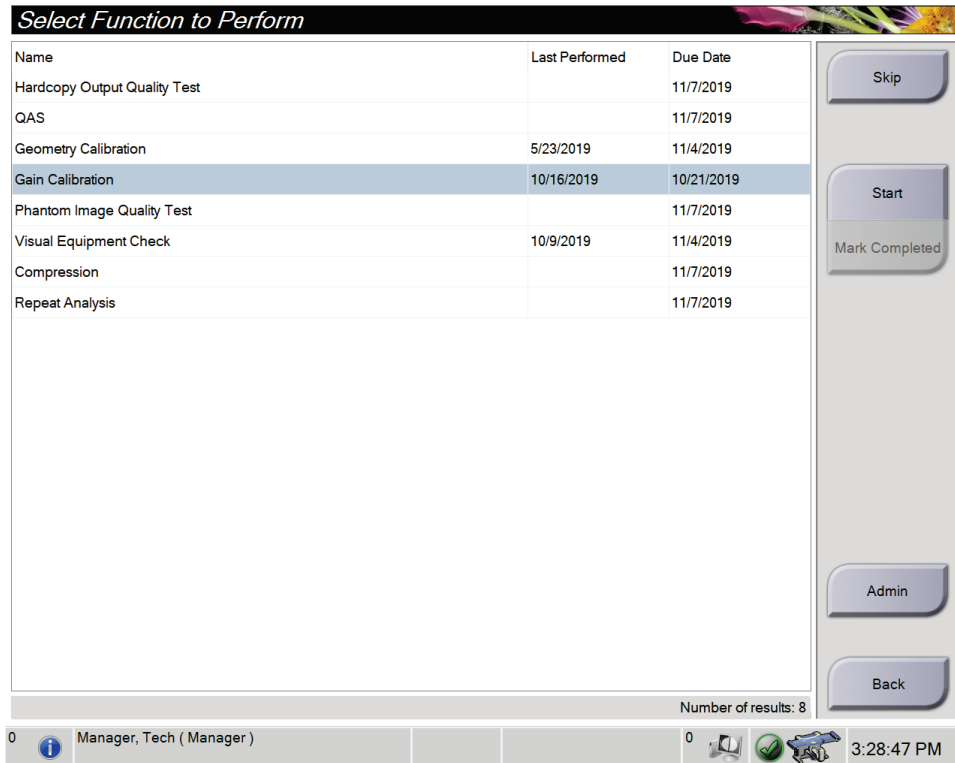 Select Function to Perform
Name Last Performed Due Date
Hardcopy Output Quality Test 11/7/2019
QAS 11/7/2019
Geometry Calibration 5/23/2019 11/4/2019
Gain Calibration 10/16/2019 10/21/2019
Phantom Image Quality Test 11/7/2019
Visual Equipment Check 10/9/2019 11/4/2019
Compression 11/7/2019
Repeat Analysis 11/7/2019
Number of results: 8
Skip
Start
Mark Completed
Admin
Back
0 Manager, Tech ( Manager ) 0 3:28:47 PM